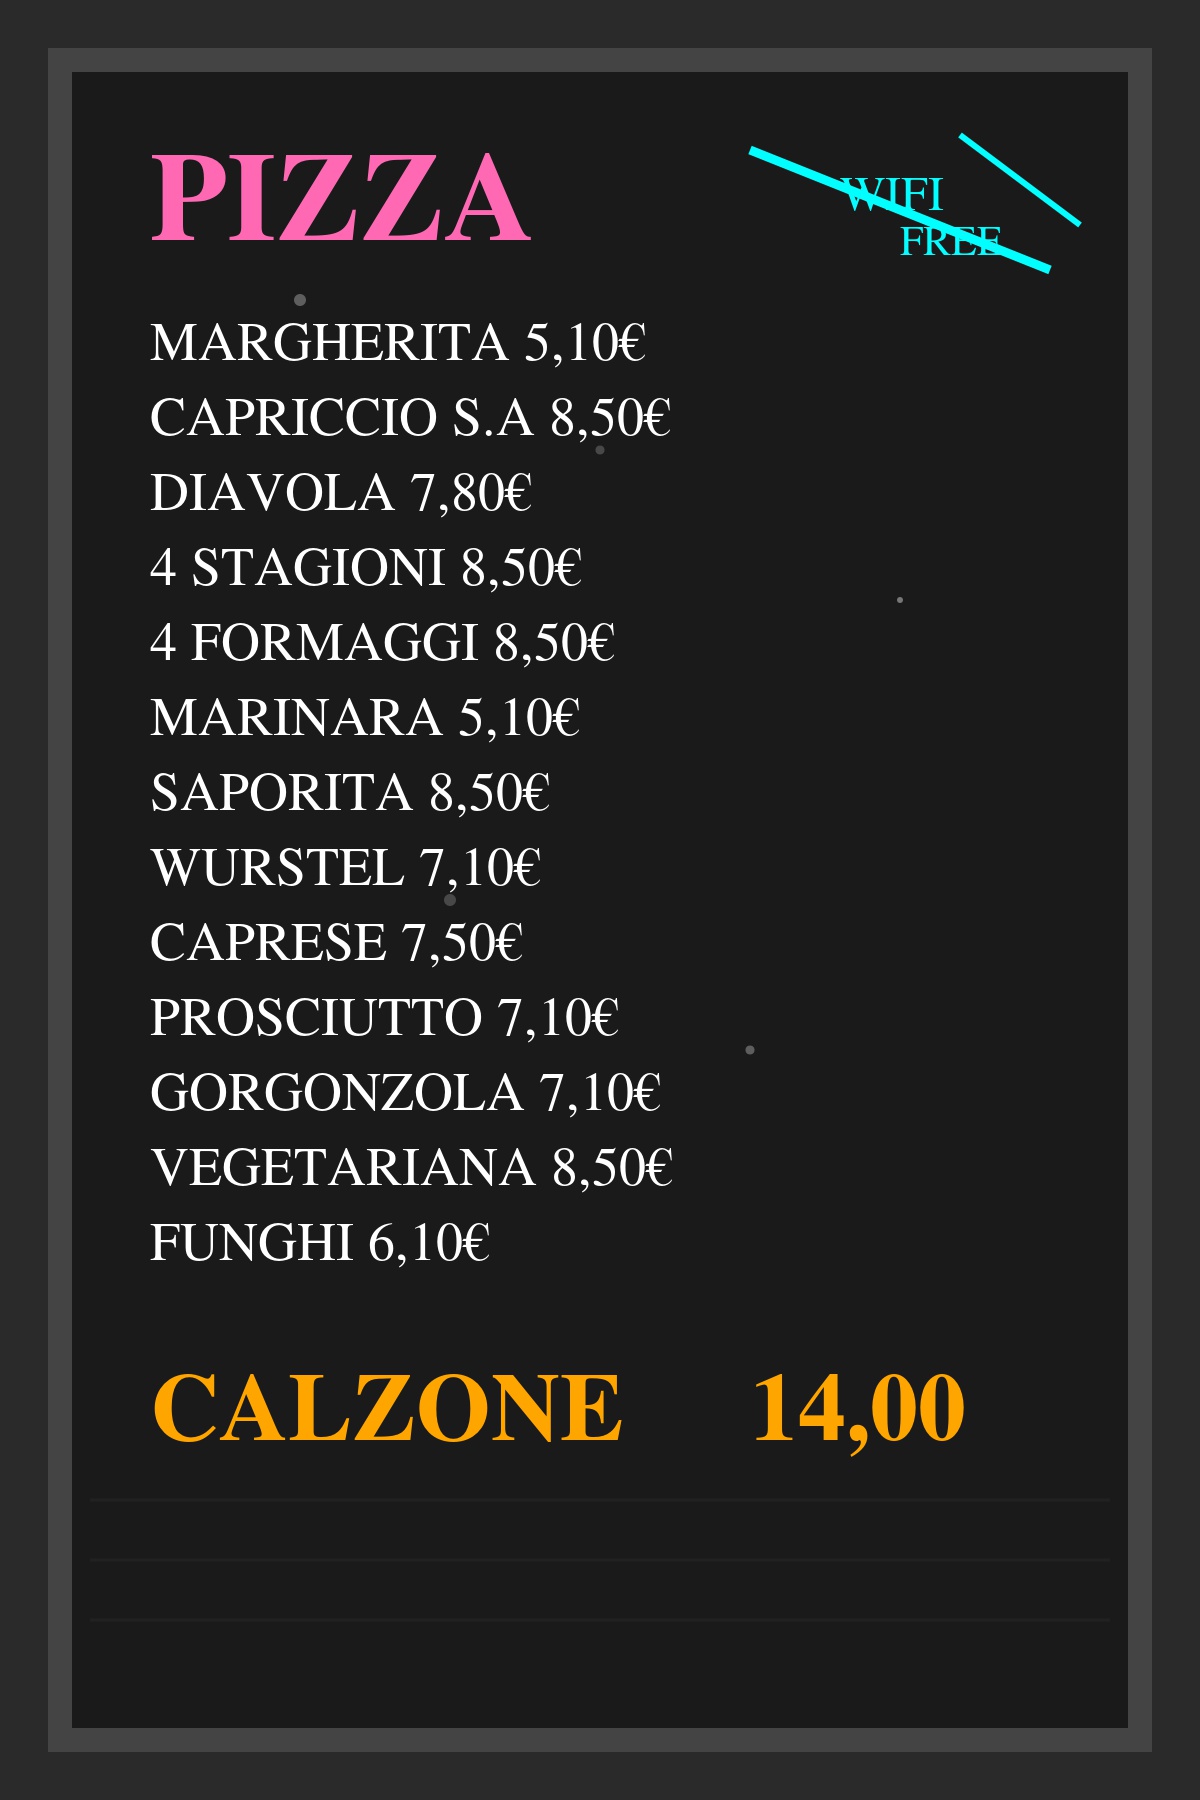 PIZZA
WIFI
FREE
MARGHERITA 5,10€
CAPRICCIO S.A 8,50€
DIAVOLA 7,80€
4 STAGIONI 8,50€
4 FORMAGGI 8,50€
MARINARA 5,10€
SAPORITA 8,50€
WURSTEL 7,10€
CAPRESE 7,50€
PROSCIUTTO 7,10€
GORGONZOLA 7,10€
VEGETARIANA 8,50€
FUNGHI 6,10€
CALZONE 14,00